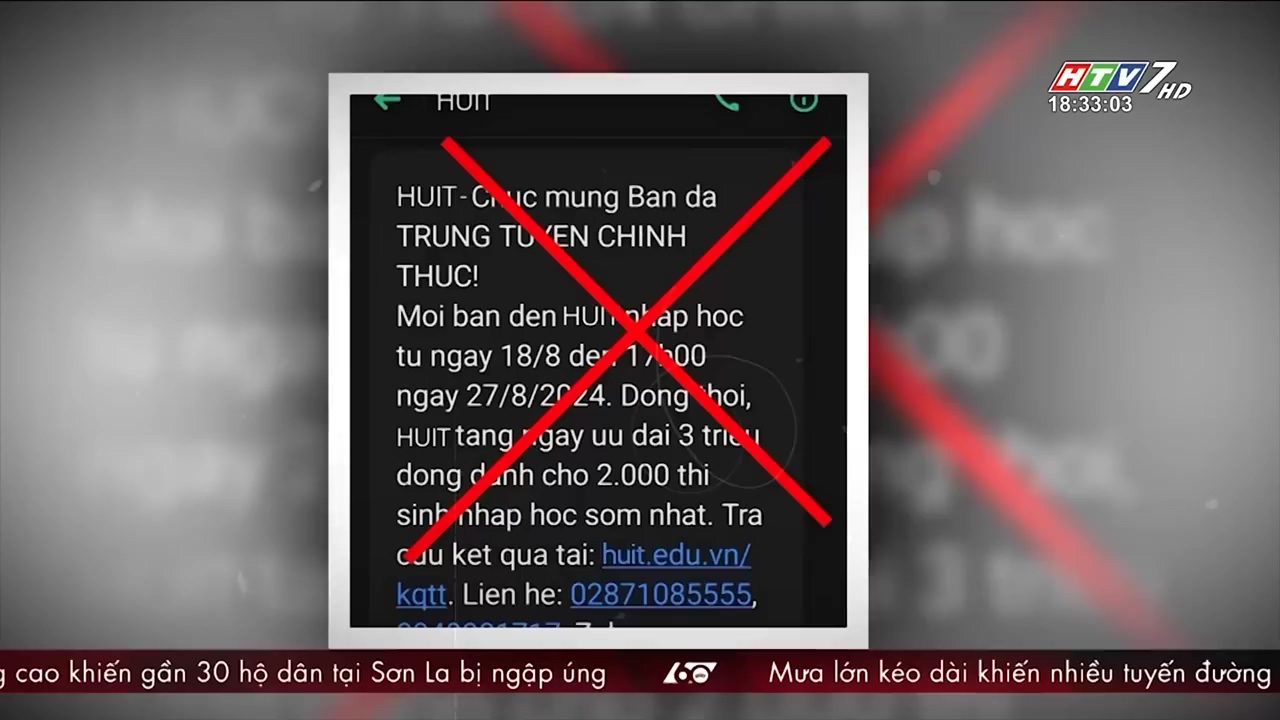 HTV7 HD
18:33:03
HUIT
HUIT - Chuc mung Ban da
TRUNG TUYEN CHINH
THUC!
Moi ban den HUIT nhap hoc
tu ngay 18/8 den 17h00
ngay 27/8/2024. Dong thoi,
HUIT tang ngay uu dai 3 trieu
dong danh cho 2.000 thi
sinh nhap hoc som nhat. Tra
cuu ket qua tai: huit.edu.vn/
kqtt. Lien he: 02871085555,
g cao khiến gần 30 hộ dân tại Sơn La bị ngập úng 60 giây Mưa lớn kéo dài khiến nhiều tuyến đường